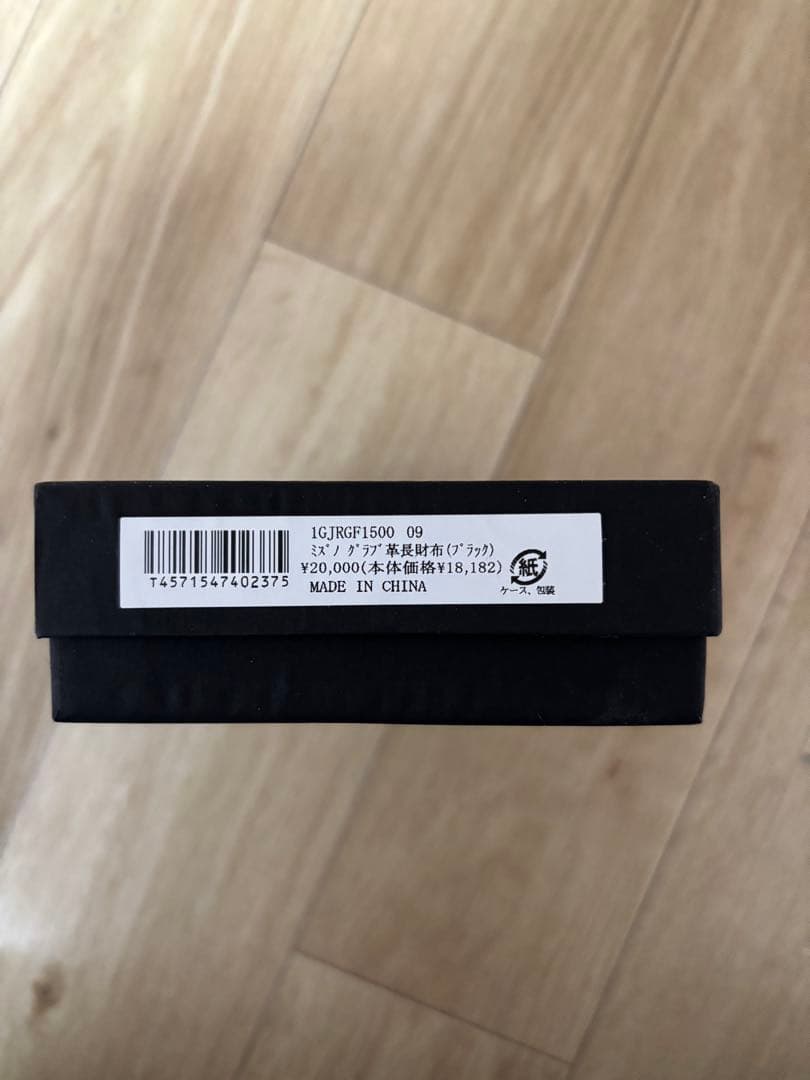 1GJRGF1500 09
ﾐｽﾞﾉ ｸﾞﾗﾌﾞ革長財布(ﾌﾞﾗｯｸ)
¥20,000(本体価格¥18,182)
MADE IN CHINA
T4571547402375
紙
ケース、包装